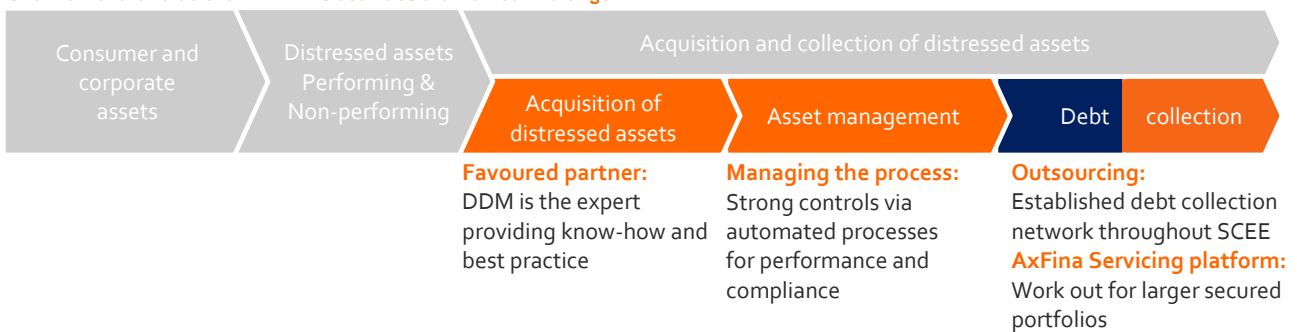 Consumer and
corporate
assets
Distressed assets
Performing &
Non-performing
Acquisition and collection of distressed assets
Acquisition of
distressed assets
Asset management
Debt collection
Favoured partner:
DDM is the expert
providing know-how and
best practice
Managing the process:
Strong controls via
automated processes
for performance and
compliance
Outsourcing:
Established debt collection
network throughout SCEE
AxFina Servicing platform:
Work out for larger secured
portfolios